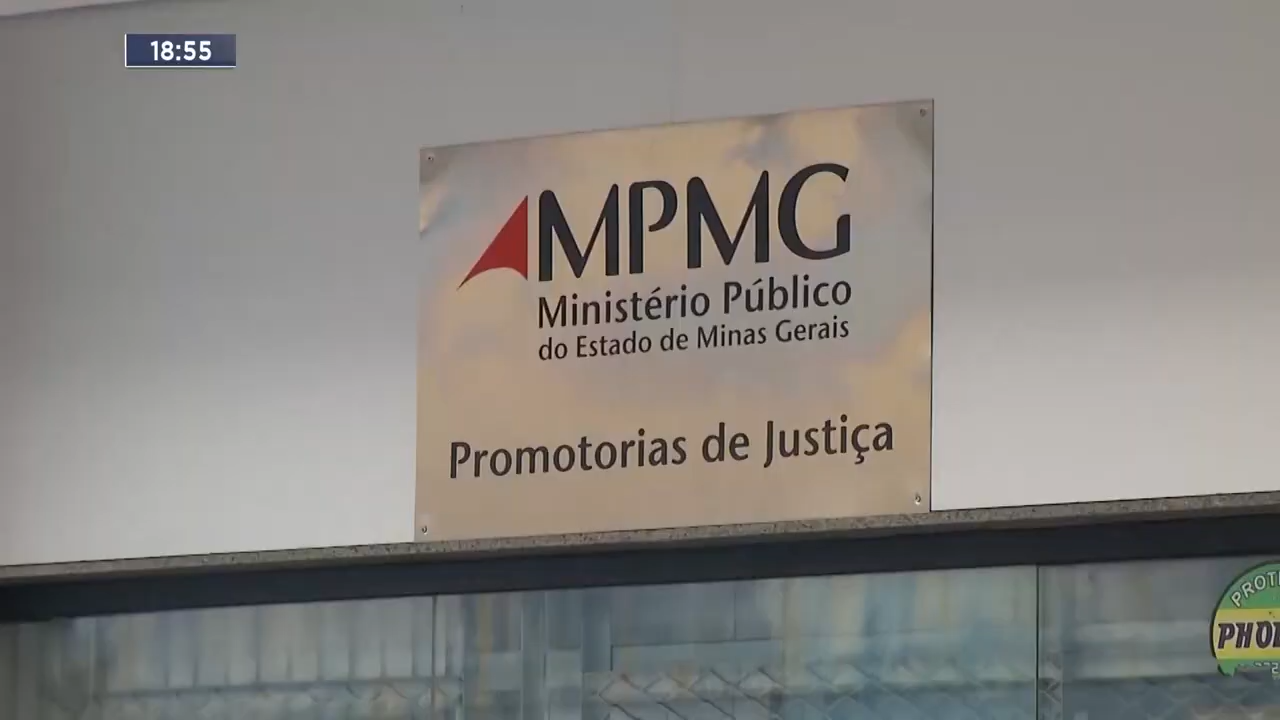 18:55
MPMG
Ministério Público
do Estado de Minas Gerais
Promotorias de Justiça